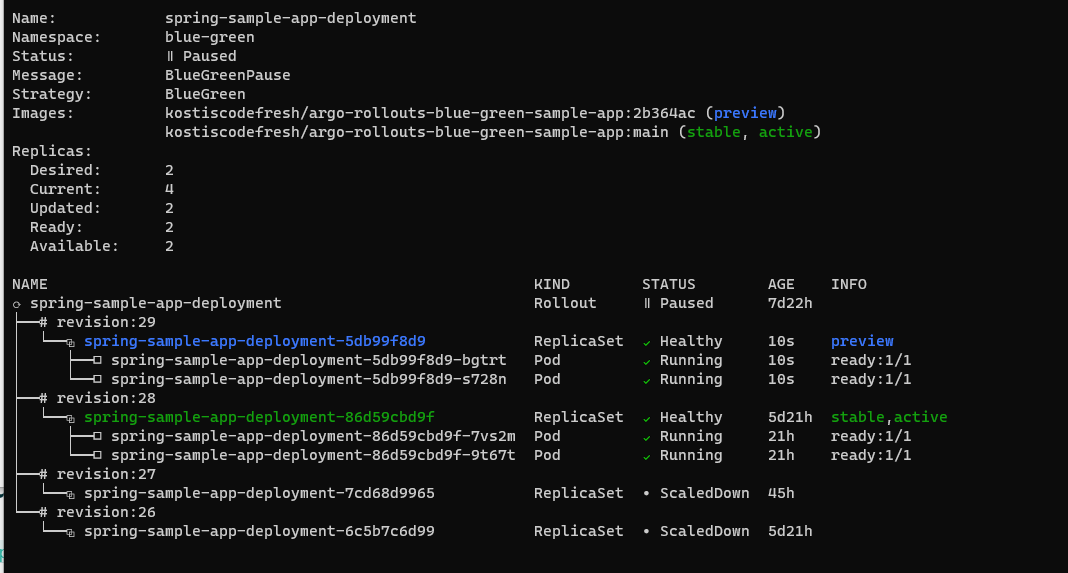 Name:            spring-sample-app-deployment
Namespace:       blue-green
Status:          ॥ Paused
Message:         BlueGreenPause
Strategy:        BlueGreen
Images:          kostiscodefresh/argo-rollouts-blue-green-sample-app:2b364ac (preview)
                 kostiscodefresh/argo-rollouts-blue-green-sample-app:main (stable, active)
Replicas:
  Desired:       2
  Current:       4
  Updated:       2
  Ready:         2
  Available:     2
NAME                                                      KIND        STATUS        AGE    INFO
⟳ spring-sample-app-deployment                            Rollout     ॥ Paused      7d22h
├──# revision:29
│  └──⧉ spring-sample-app-deployment-5db99f8d9            ReplicaSet  ✓ Healthy     10s    preview
│     ├──□ spring-sample-app-deployment-5db99f8d9-bgtrt   Pod         ✓ Running     10s    ready:1/1
│     └──□ spring-sample-app-deployment-5db99f8d9-s728n   Pod         ✓ Running     10s    ready:1/1
├──# revision:28
│  └──⧉ spring-sample-app-deployment-86d59cbd9f           ReplicaSet  ✓ Healthy     5d21h  stable,active
│     ├──□ spring-sample-app-deployment-86d59cbd9f-7vs2m  Pod         ✓ Running     21h    ready:1/1
│     └──□ spring-sample-app-deployment-86d59cbd9f-9t67t  Pod         ✓ Running     21h    ready:1/1
├──# revision:27
│  └──⧉ spring-sample-app-deployment-7cd68d9965           ReplicaSet  • ScaledDown  45h
└──# revision:26
   └──⧉ spring-sample-app-deployment-6c5b7c6d99           ReplicaSet  • ScaledDown  5d21h